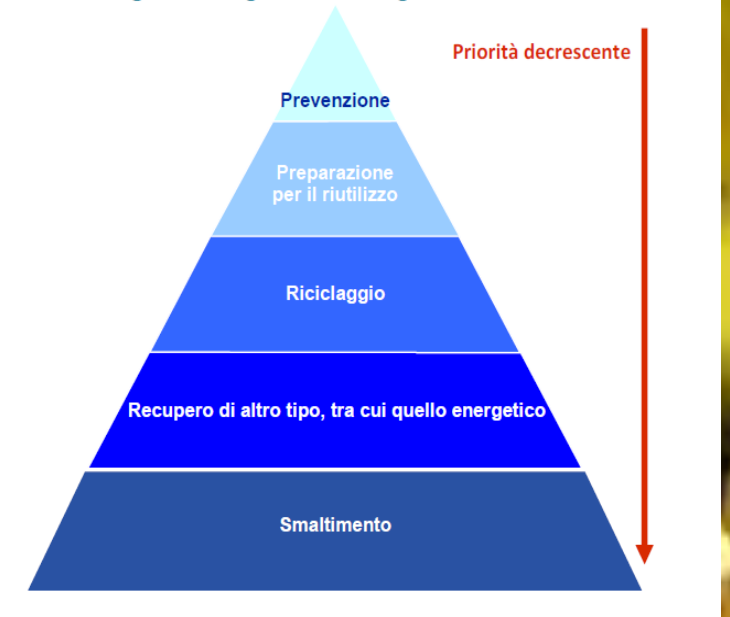 Priorità decrescente
Prevenzione
Preparazione
per il riutilizzo
Riciclaggio
Recupero di altro tipo, tra cui quello energetico
Smaltimento